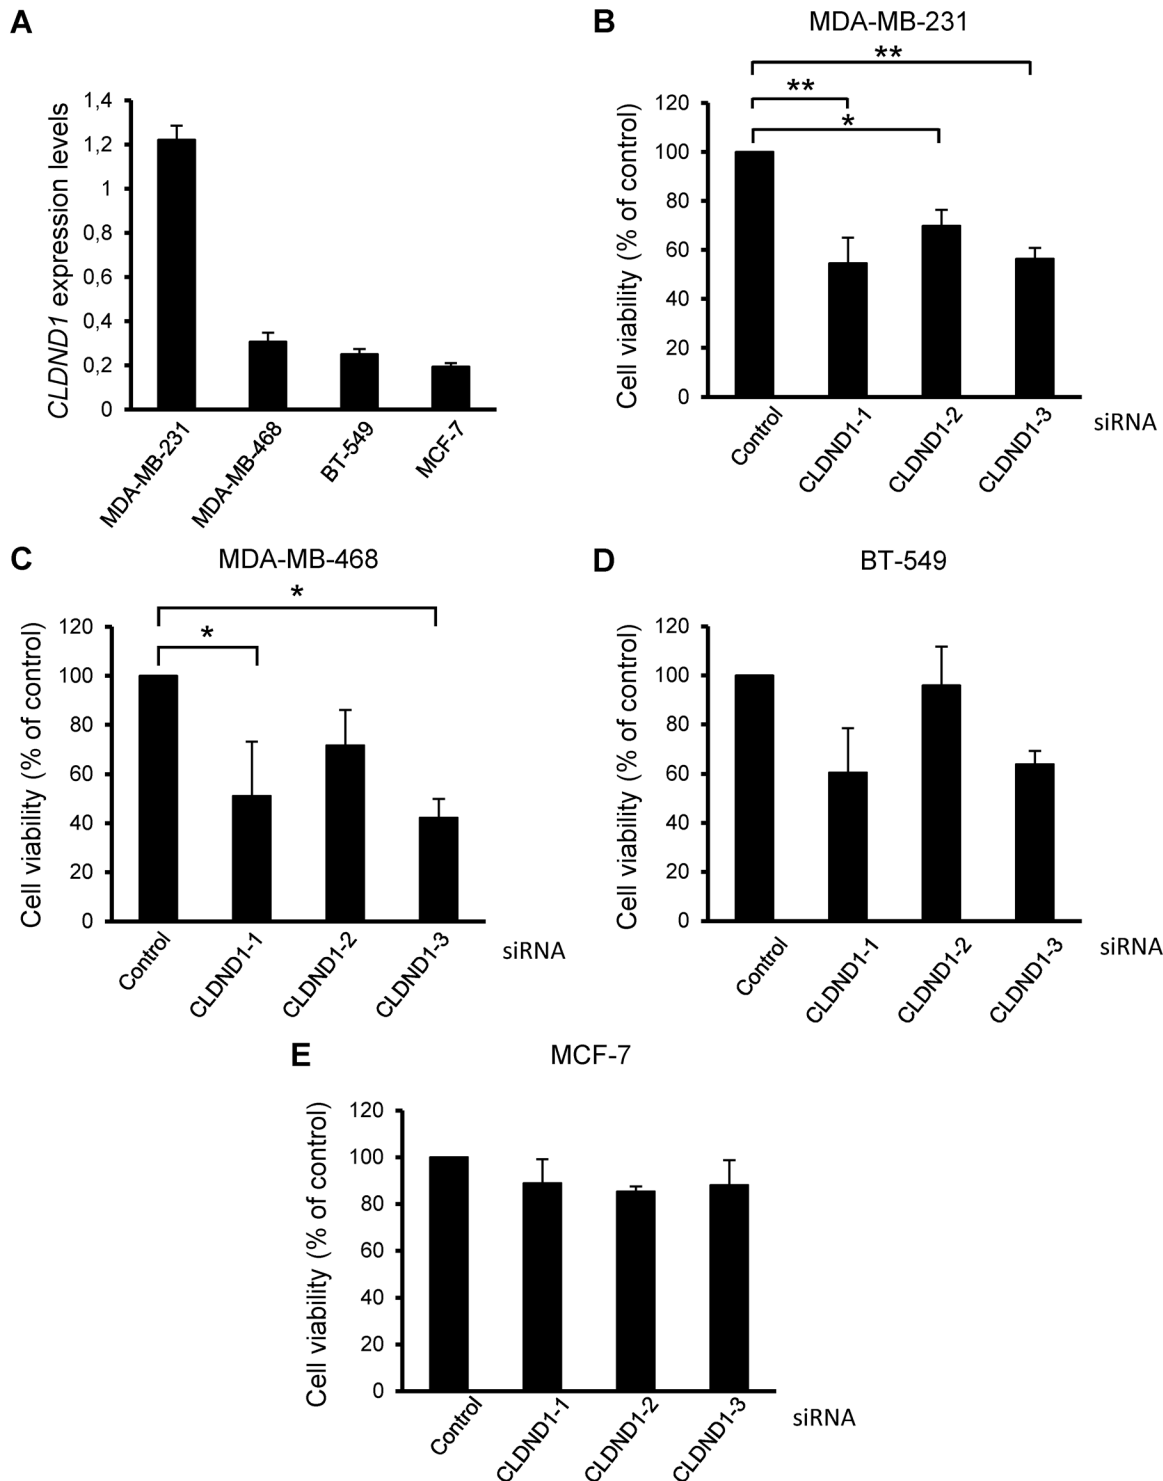 A
CLDND1 expression levels
1,4
1,2
1
0,8
0,6
0,4
0,2
0
MDA-MB-231
MDA-MB-468
BT-549
MCF-7
B
MDA-MB-231
**
**
*
Cell viability (% of control)
120
100
80
60
40
20
0
Control
CLDND1-1
CLDND1-2
CLDND1-3
siRNA
C
MDA-MB-468
*
*
Cell viability (% of control)
120
100
80
60
40
20
0
Control
CLDND1-1
CLDND1-2
CLDND1-3
siRNA
D
BT-549
Cell viability (% of control)
120
100
80
60
40
20
0
Control
CLDND1-1
CLDND1-2
CLDND1-3
siRNA
E
MCF-7
Cell viability (% of control)
120
100
80
60
40
20
0
Control
CLDND1-1
CLDND1-2
CLDND1-3
siRNA